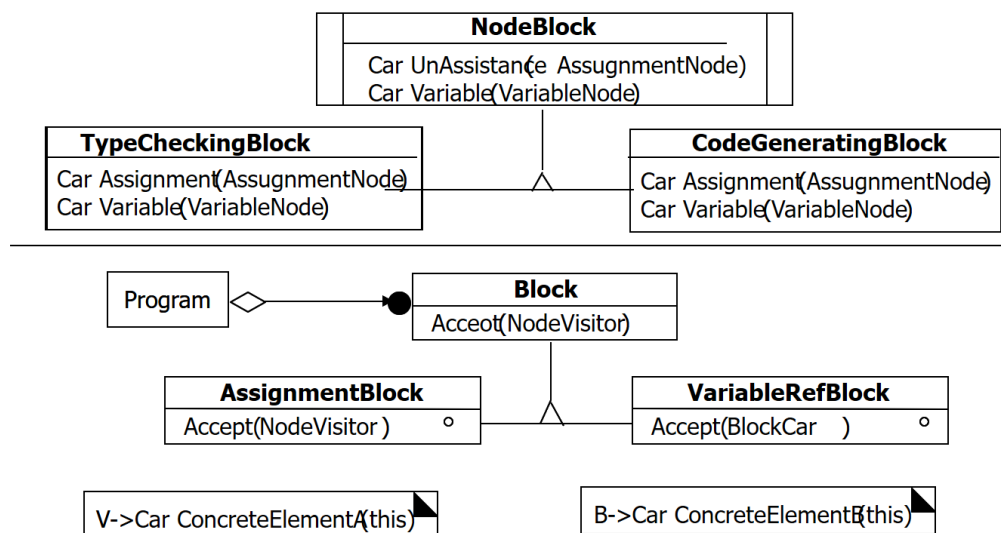 NodeBlock
Car UnAssistance AssugnmentNode)
Car Variable(VariableNode)
TypeCheckingBlock
Car Assignment(AssugnmentNode)
Car Variable(VariableNode)
CodeGeneratingBlock
Car Assignment(AssugnmentNode)
Car Variable(VariableNode)
Program
Block
Acceot(NodeVisitor)
AssignmentBlock
Accept(NodeVisitor)
VariableRefBlock
Accept(BlockCar )
V->Car ConcreteElementA(this)
B->Car ConcreteElementB(this)